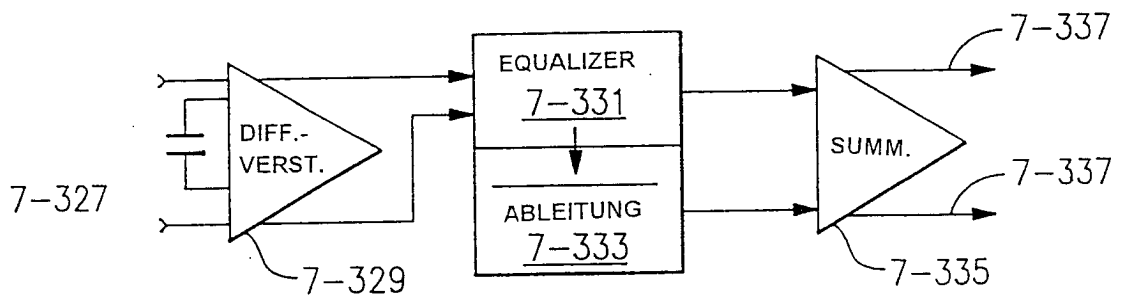 7-337
EQUALIZER
7-331
DIFF.-
VERST.
SUMM.
7-327
7-337
ABLEITUNG
7-333
7-329
7-335